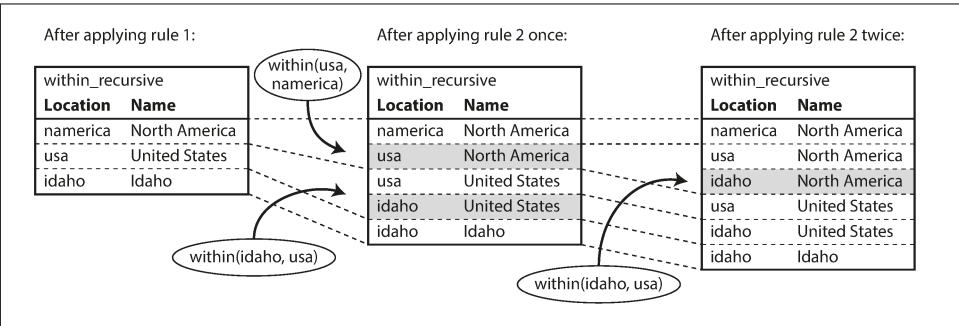 After applying rule 1:
within_recursive
Location Name
namerica North America
usa United States
idaho Idaho
within(usa,
namerica)
within(idaho, usa)
After applying rule 2 once:
within_recursive
Location Name
namerica North America
usa North America
usa United States
idaho United States
idaho Idaho
within(idaho, usa)
After applying rule 2 twice:
within_recursive
Location Name
namerica North America
usa North America
idaho North America
usa United States
idaho United States
idaho Idaho